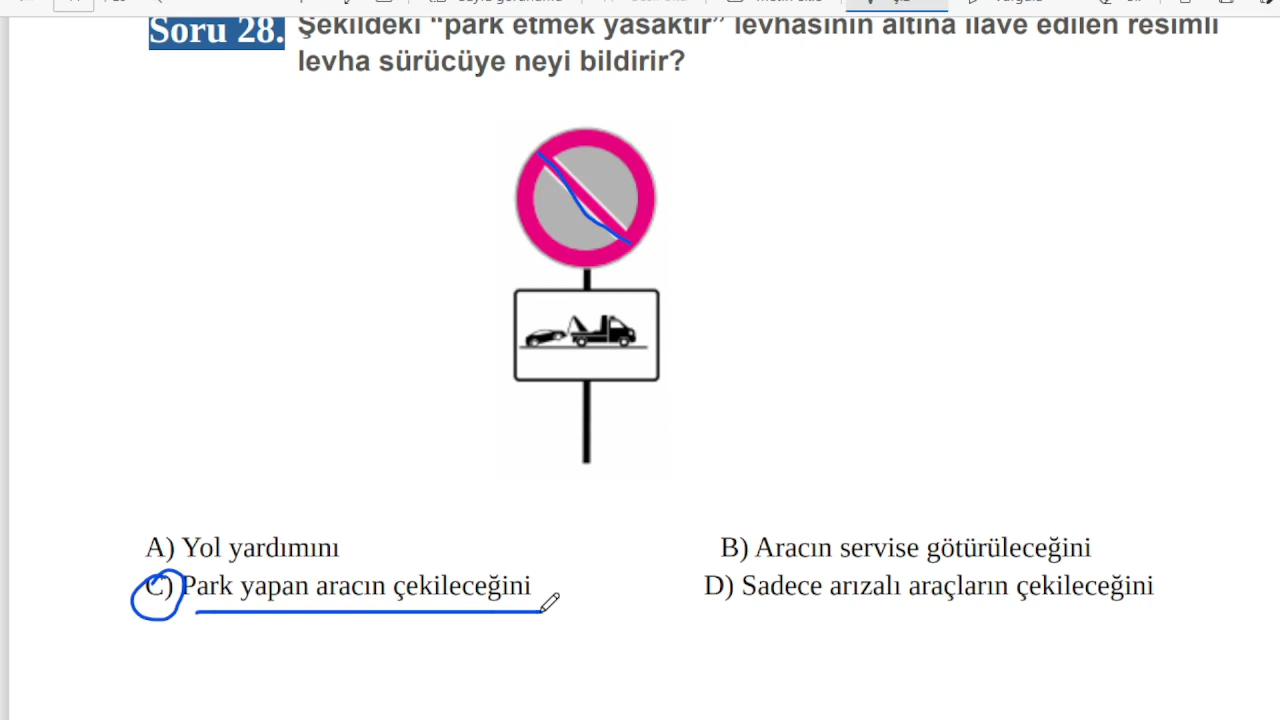 Soru 28. Şekildeki “park etmek yasaktır” levhasının altına ilave edilen resimli
levha sürücüye neyi bildirir?
A) Yol yardımını
B) Aracın servise götürüleceğini
C) Park yapan aracın çekileceğini
D) Sadece arızalı araçların çekileceğini